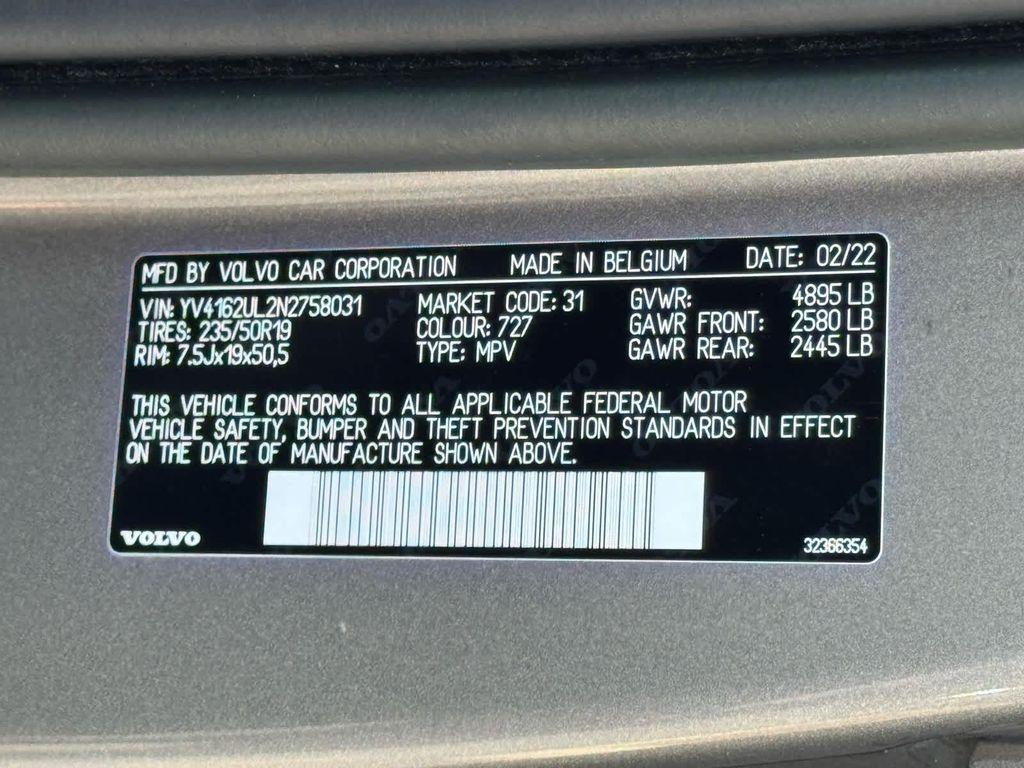 MFD BY VOLVO CAR CORPORATION MADE IN BELGIUM DATE: 02/22
VIN: YV4162UL2N2758031 MARKET CODE: 31 GVWR: 4895 LB
TIRES: 235/50R19 COLOUR: 727 GAWR FRONT: 2580 LB
RIM: 7.5Jx19x50,5 TYPE: MPV GAWR REAR: 2445 LB
THIS VEHICLE CONFORMS TO ALL APPLICABLE FEDERAL MOTOR
VEHICLE SAFETY, BUMPER AND THEFT PREVENTION STANDARDS IN EFFECT
ON THE DATE OF MANUFACTURE SHOWN ABOVE.
VOLVO 32366354